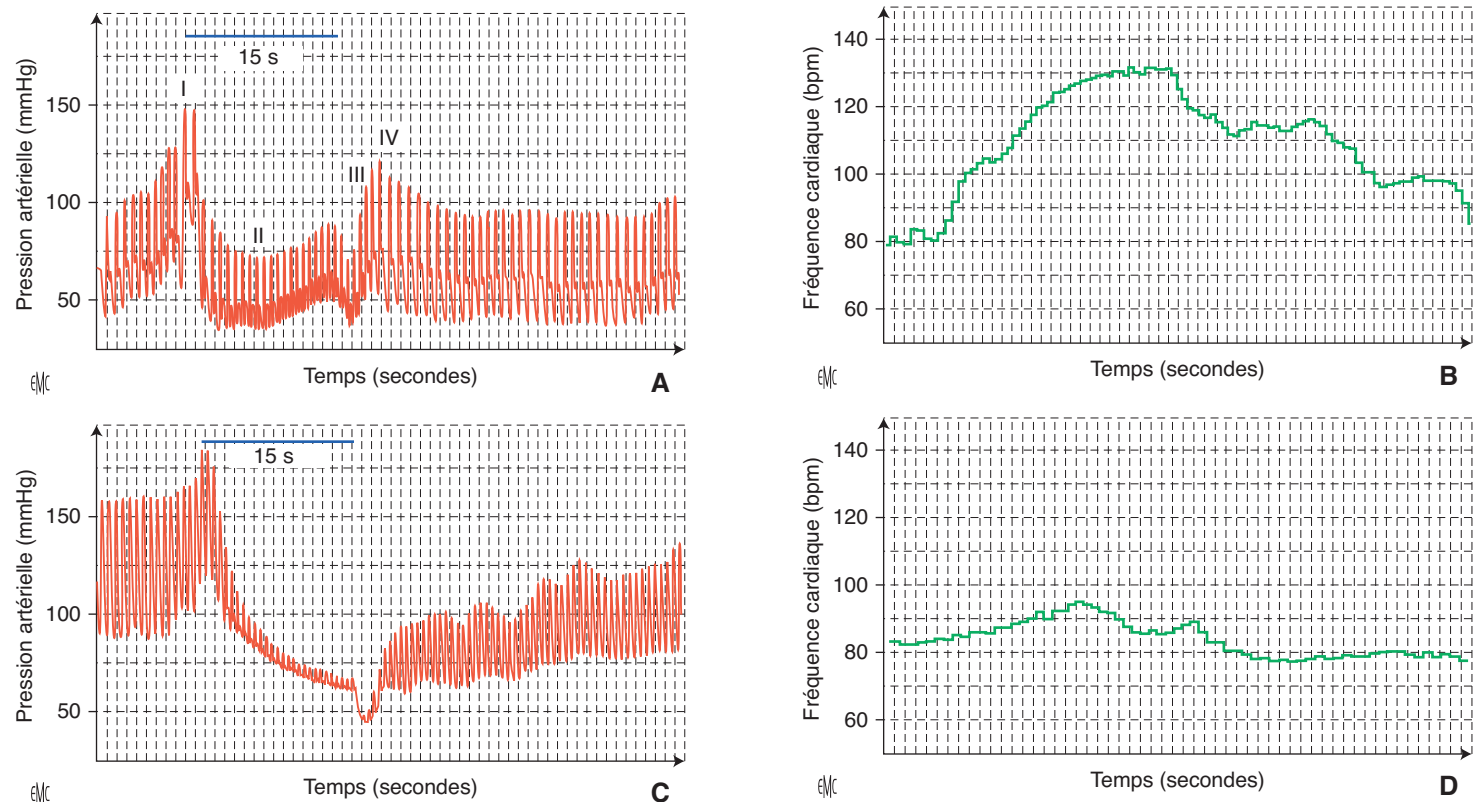 Pression artérielle (mmHg)
150
100
50
15 s
I
II
III
IV
Temps (secondes)
A
EMC
Fréquence cardiaque (bpm)
140
120
100
80
60
Temps (secondes)
B
EMC
Pression artérielle (mmHg)
150
100
50
15 s
Temps (secondes)
C
EMC
Fréquence cardiaque (bpm)
140
120
100
80
60
Temps (secondes)
D
EMC